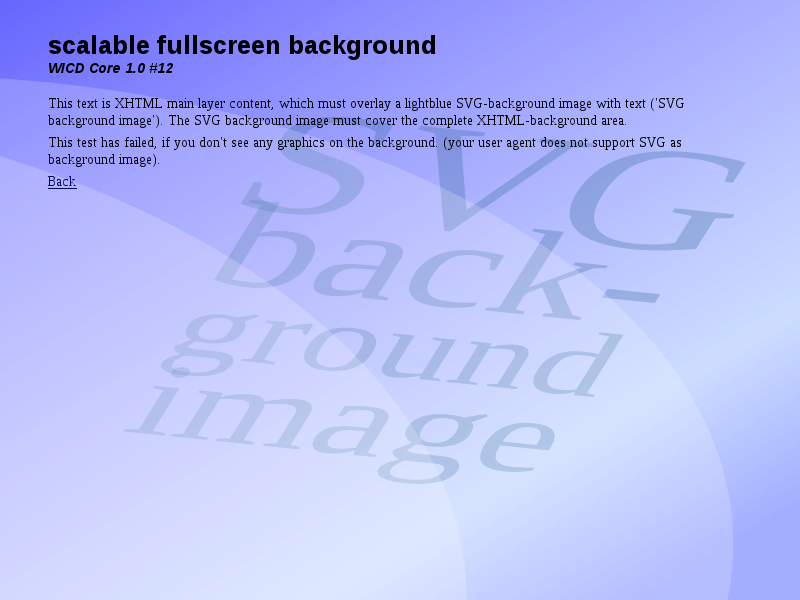 scalable fullscreen background
WICD Core 1.0 #12
This text is XHTML main layer content, which must overlay a lightblue SVG-background image with text ('SVG
background image'). The SVG background image must cover the complete XHTML-background area.
This test has failed, if you don't see any graphics on the background. (your user agent does not support SVG as
background image).
Back
SVG
back-
ground
image